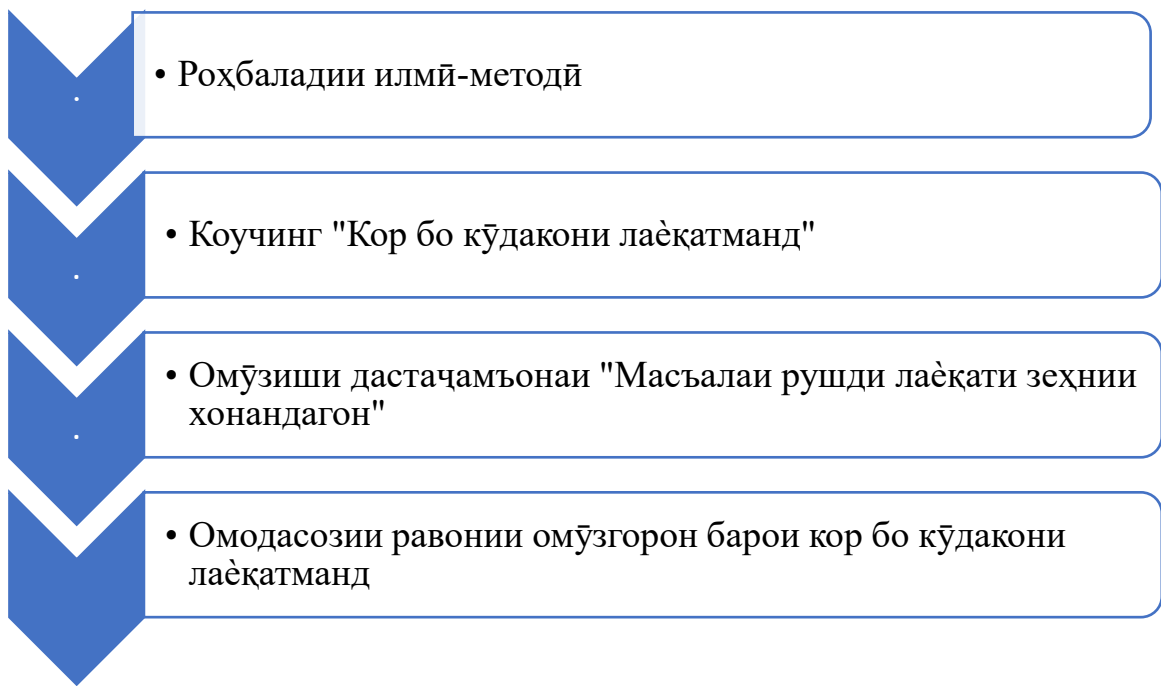 • Роҳбаладии илмӣ-методӣ
• Коучинг "Кор бо кӯдакони лаѐқатманд"
• Омӯзиши дастаҷамъонаи "Масъалаи рушди лаѐқати зеҳнии
хонандагон"
• Омодасозии равонии омӯзгорон барои кор бо кӯдакони
лаѐқатманд